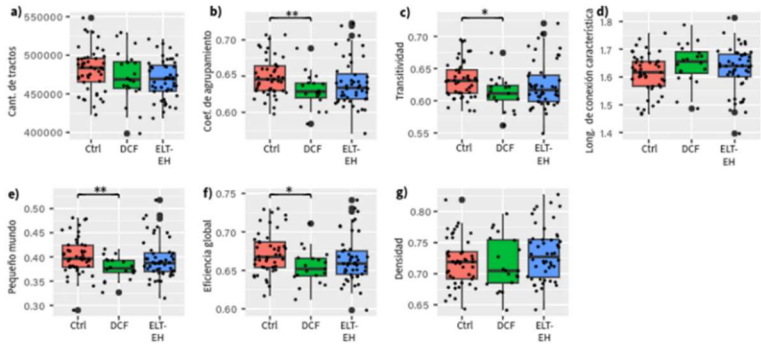 a)
Cant. de tractos
550000
500000
450000
400000
Ctrl DCF ELT-
EH
b)
Coef. de agrupamiento
**
0.70
0.65
0.60
Ctrl DCF ELT-
EH
c)
Transitividad
*
0.70
0.65
0.60
0.55
Ctrl DCF ELT-
EH
d)
Long. de conexión característica
1.8
1.7
1.6
1.5
1.4
Ctrl DCF ELT-
EH
e)
Pequeño mundo
**
0.50
0.45
0.40
0.35
0.30
Ctrl DCF ELT-
EH
f)
Eficiencia global
*
0.75
0.70
0.65
0.60
Ctrl DCF ELT-
EH
g)
Densidad
0.80
0.75
0.70
0.65
Ctrl DCF ELT-
EH